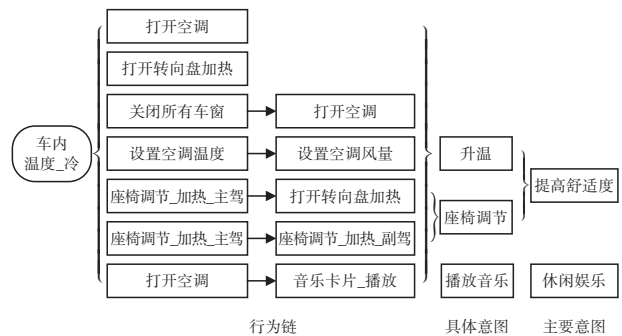 打开空调
打开转向盘加热
关闭所有车窗 打开空调
车内
温度_冷
设置空调温度 设置空调风量 升温
座椅调节_加热_主驾 打开转向盘加热
提高舒适度
座椅调节
座椅调节_加热_主驾 座椅调节_加热_副驾
打开空调 音乐卡片_播放 播放音乐 休闲娱乐
行为链 具体意图 主要意图